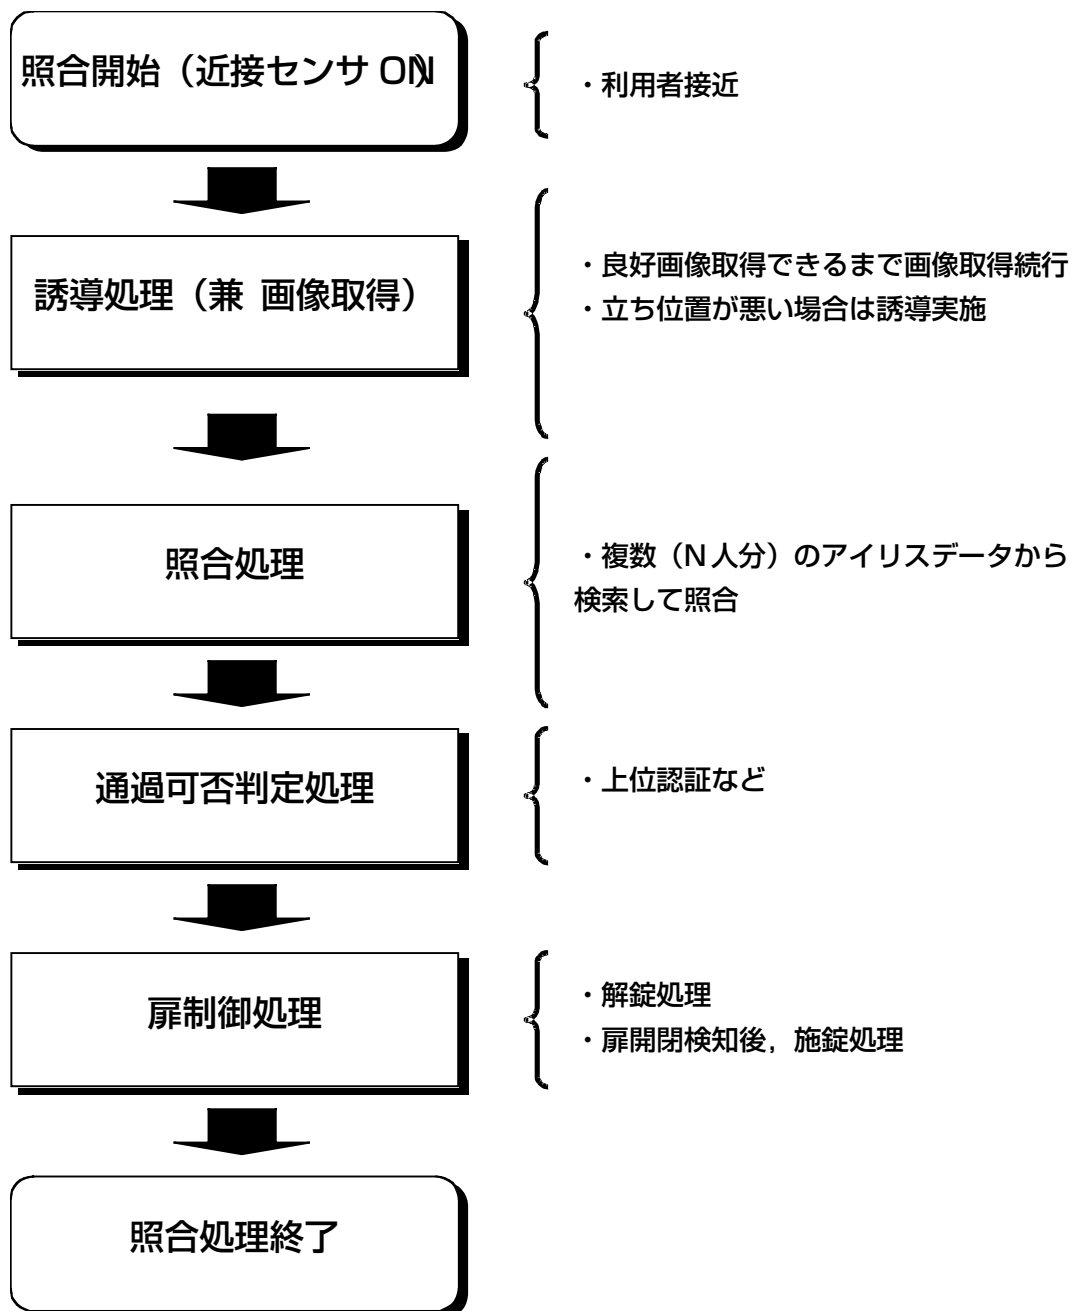 照合開始（近接センサ ON）
・利用者接近
誘導処理（兼 画像取得）
・良好画像取得できるまで画像取得続行
・立ち位置が悪い場合は誘導実施
照合処理
・複数（N人分）のアイリスデータから
検索して照合
通過可否判定処理
・上位認証など
扉制御処理
・解錠処理
・扉開閉検知後，施錠処理
照合処理終了